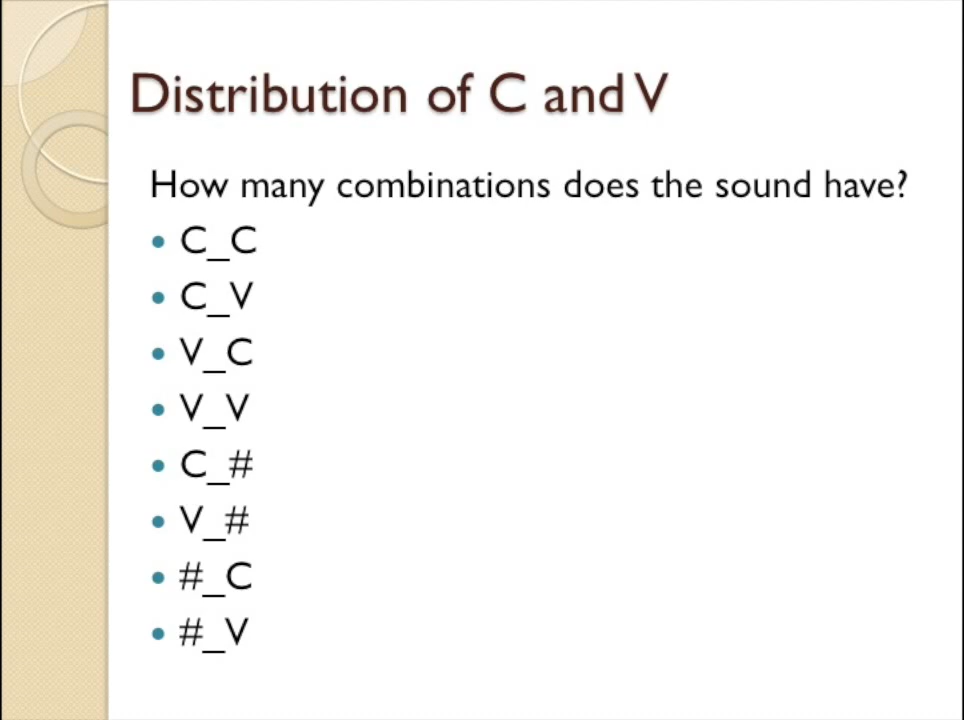 Distribution of C and V
How many combinations does the sound have?
• C_C
• C_V
• V_C
• V_V
• C_#
• V_#
• #_C
• #_V